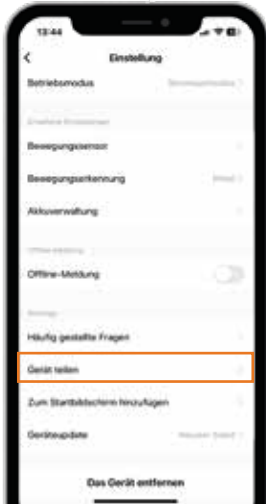 13:44
Einstellung
Betriebsmodus
Bewegungssensor
Bewegungserkennung
Akkuverwaltung
Offline-Meldung
Häufig gestellte Fragen
Gerät teilen
Zum Startbildschirm hinzufügen
Geräteupdate
Das Gerät entfernen